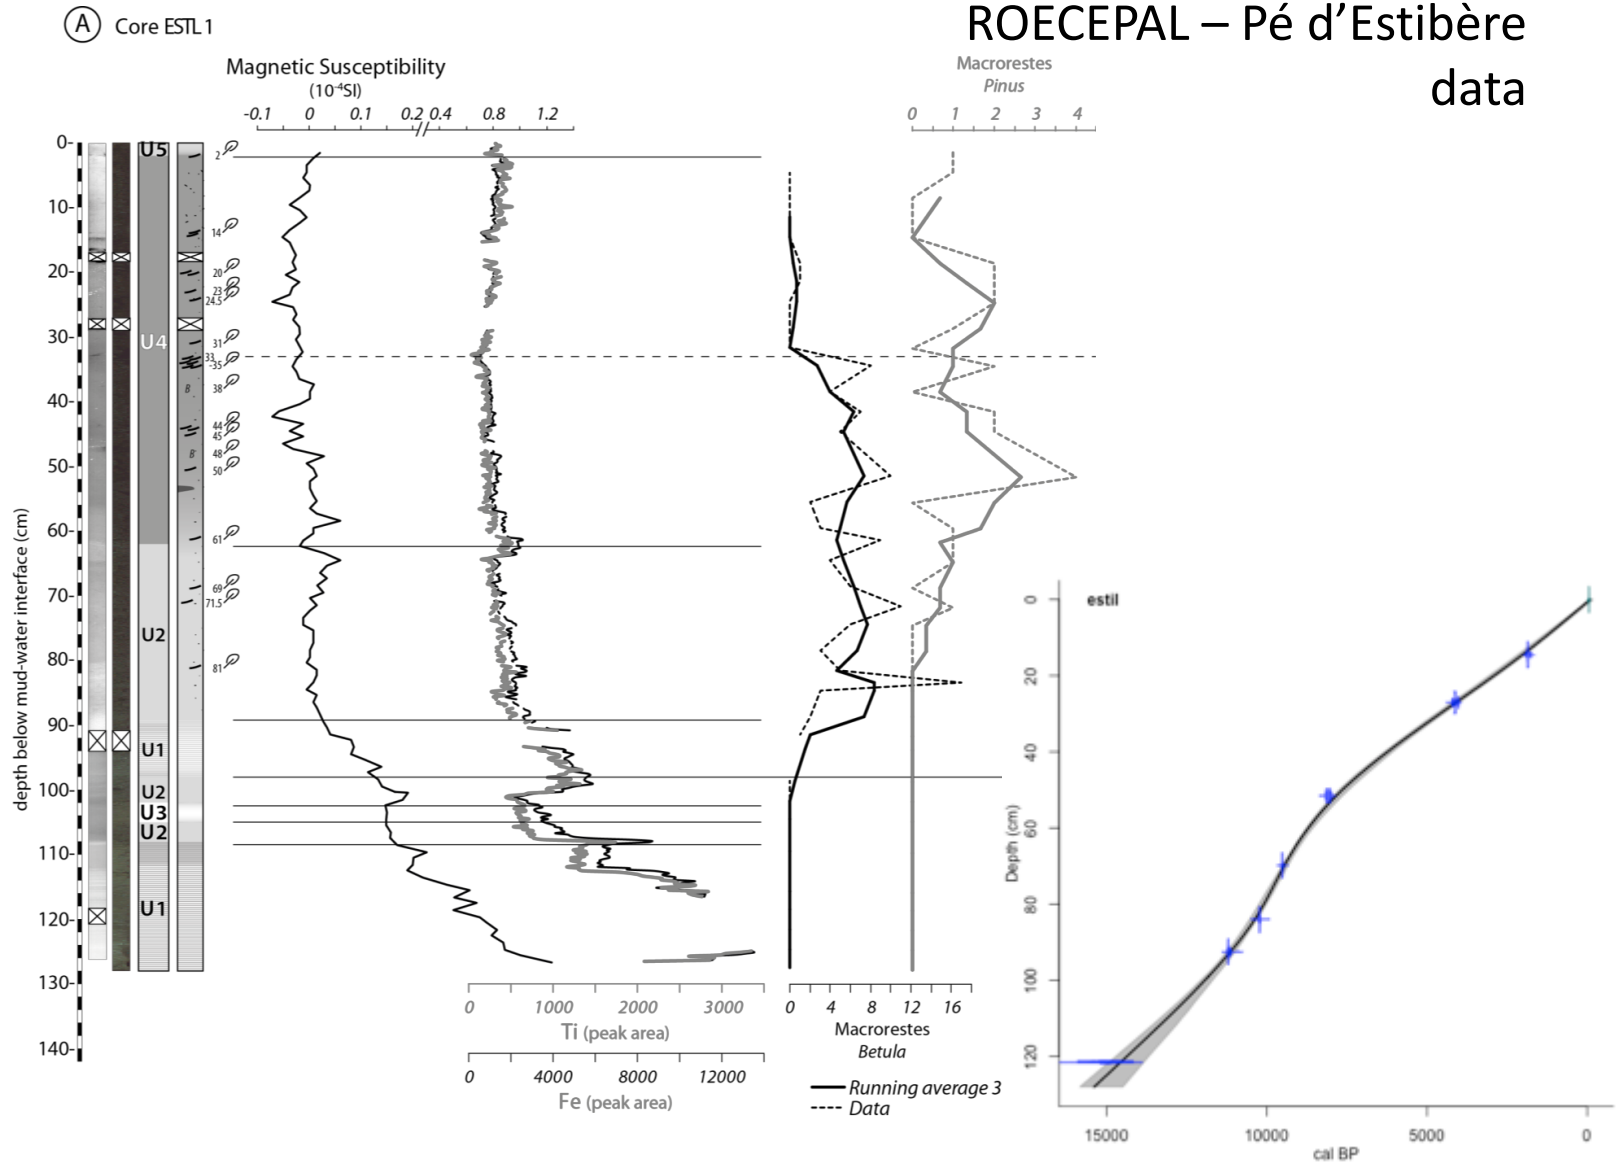 A Core ESTL1
ROECEPAL – Pé d’Estibère
data
Magnetic Susceptibility
(10-4SI)
-0.1 0 0.1 0.2 0.4 0.8 1.2
Macrorestes
Pinus
0 1 2 3 4
depth below mud-water interface (cm)
0-
10-
20-
30-
40-
50-
60-
70-
80-
90-
100-
110-
120-
130-
140-
U5
U4
U2
U1
U2
U3
U2
U1
2
14
20
23
24.5
31
33
-35
38
44
45
48
50
61
69
71.5
81
0 1000 2000 3000
Ti (peak area)
0 4000 8000 12000
Fe (peak area)
0 4 8 12 16
Macrorestes
Betula
Running average 3
Data
estil
Depth (cm)
0
20
40
60
80
100
120
15000 10000 5000 0
cal BP